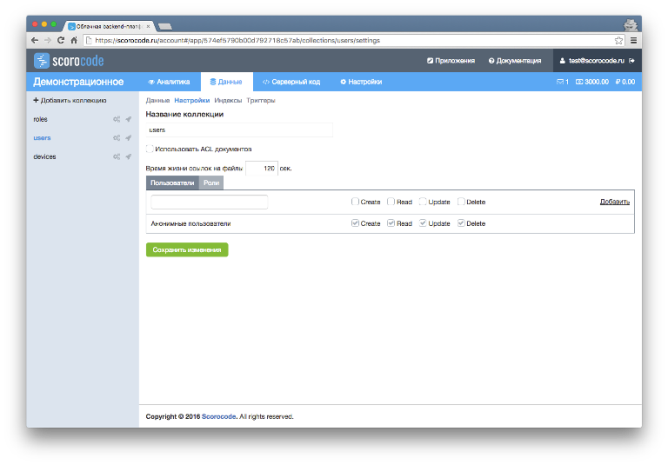 Облачная backend-плат
https://scorocode.ru/account#/app/574ef5790b00d797718c57ab/collections/users/settings
scorocode
Приложения Документация test@scorocode.ru
Демонстрационное Аналитика Данные </> Серверный код Настройки 1 3000.00 ₽ 0.00
+ Добавить коллекцию
roles
users
devices
Данные Настройки Индексы Триггеры
Название коллекции
users
Использовать ACL документов
Время жизни ссылок на файлы 120 сек.
Пользователи Роли
Create Read Update Delete Добавить
Анонимные пользователи Create Read Update Delete
Сохранить изменения
Copyright © 2016 Scorocode. All rights reserved.